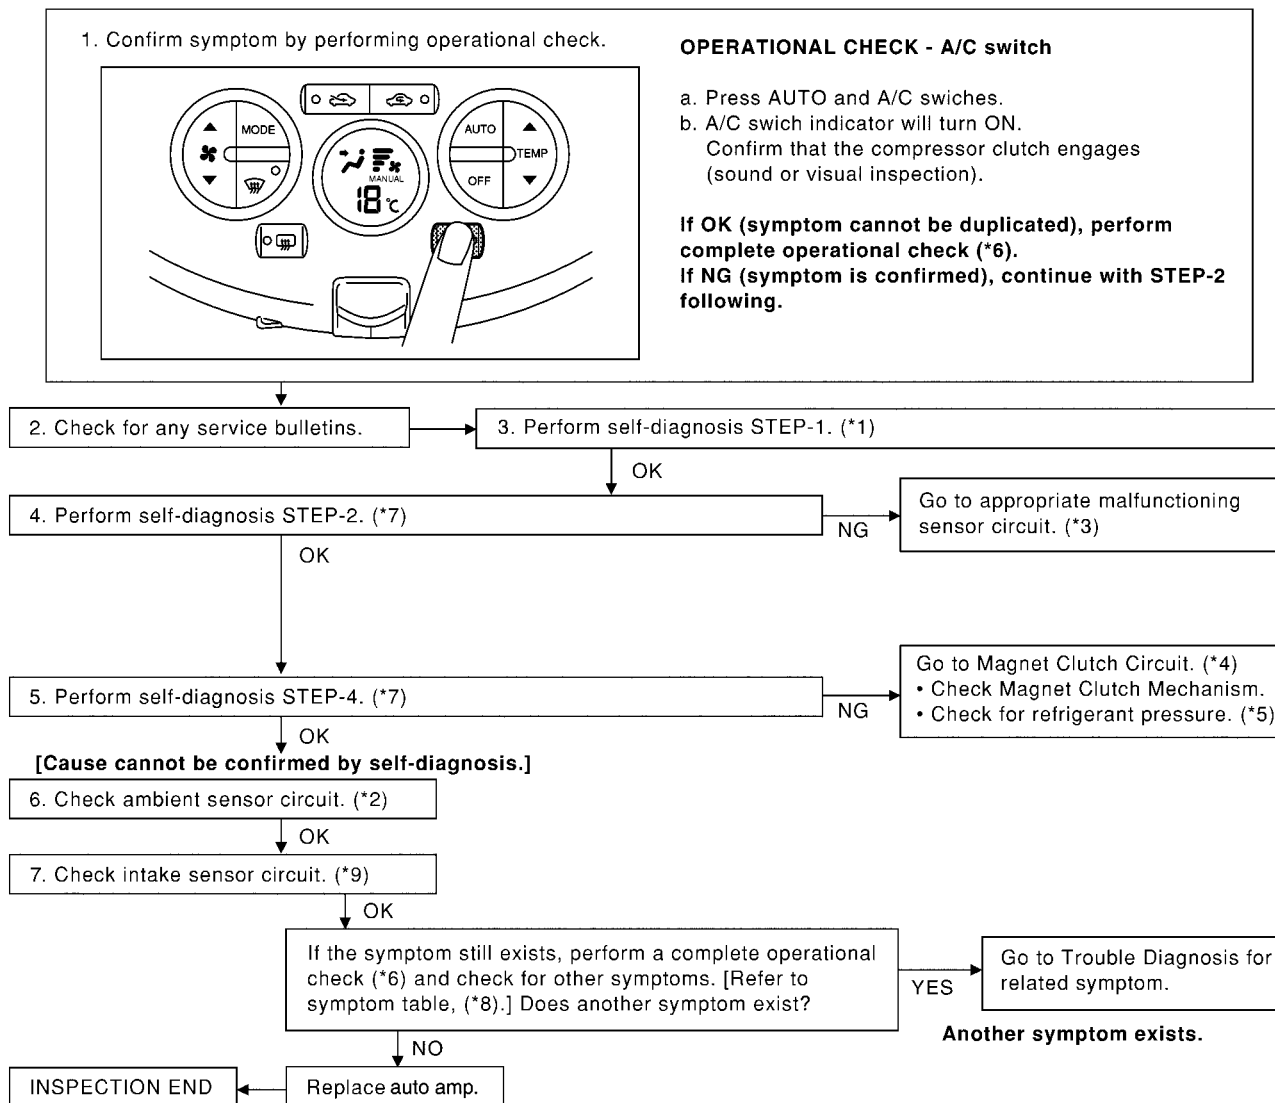 1. Confirm symptom by performing operational check.
MODE
AUTO
TEMP
OFF
MANUAL
18°C
OPERATIONAL CHECK - A/C switch
a. Press AUTO and A/C swiches.
b. A/C swich indicator will turn ON.
Confirm that the compressor clutch engages
(sound or visual inspection).
If OK (symptom cannot be duplicated), perform
complete operational check (*6).
If NG (symptom is confirmed), continue with STEP-2
following.
2. Check for any service bulletins.
3. Perform self-diagnosis STEP-1. (*1)
OK
4. Perform self-diagnosis STEP-2. (*7)
NG
Go to appropriate malfunctioning
sensor circuit. (*3)
OK
5. Perform self-diagnosis STEP-4. (*7)
NG
Go to Magnet Clutch Circuit. (*4)
• Check Magnet Clutch Mechanism.
• Check for refrigerant pressure. (*5)
OK
[Cause cannot be confirmed by self-diagnosis.]
6. Check ambient sensor circuit. (*2)
OK
7. Check intake sensor circuit. (*9)
OK
If the symptom still exists, perform a complete operational
check (*6) and check for other symptoms. [Refer to
symptom table, (*8).] Does another symptom exist?
YES
Go to Trouble Diagnosis for
related symptom.
Another symptom exists.
NO
Replace auto amp.
INSPECTION END